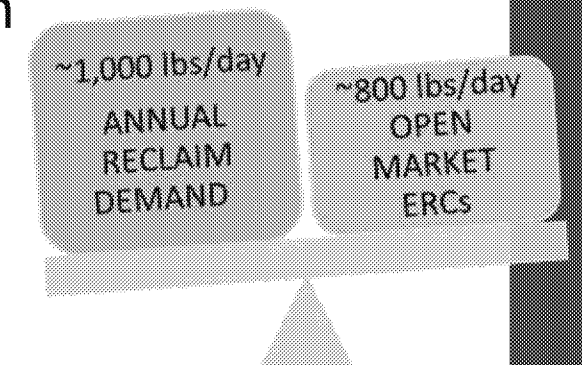 ~1,000 lbs/day
ANNUAL
RECLAIM
DEMAND
~800 lbs/day
OPEN
MARKET
ERCs